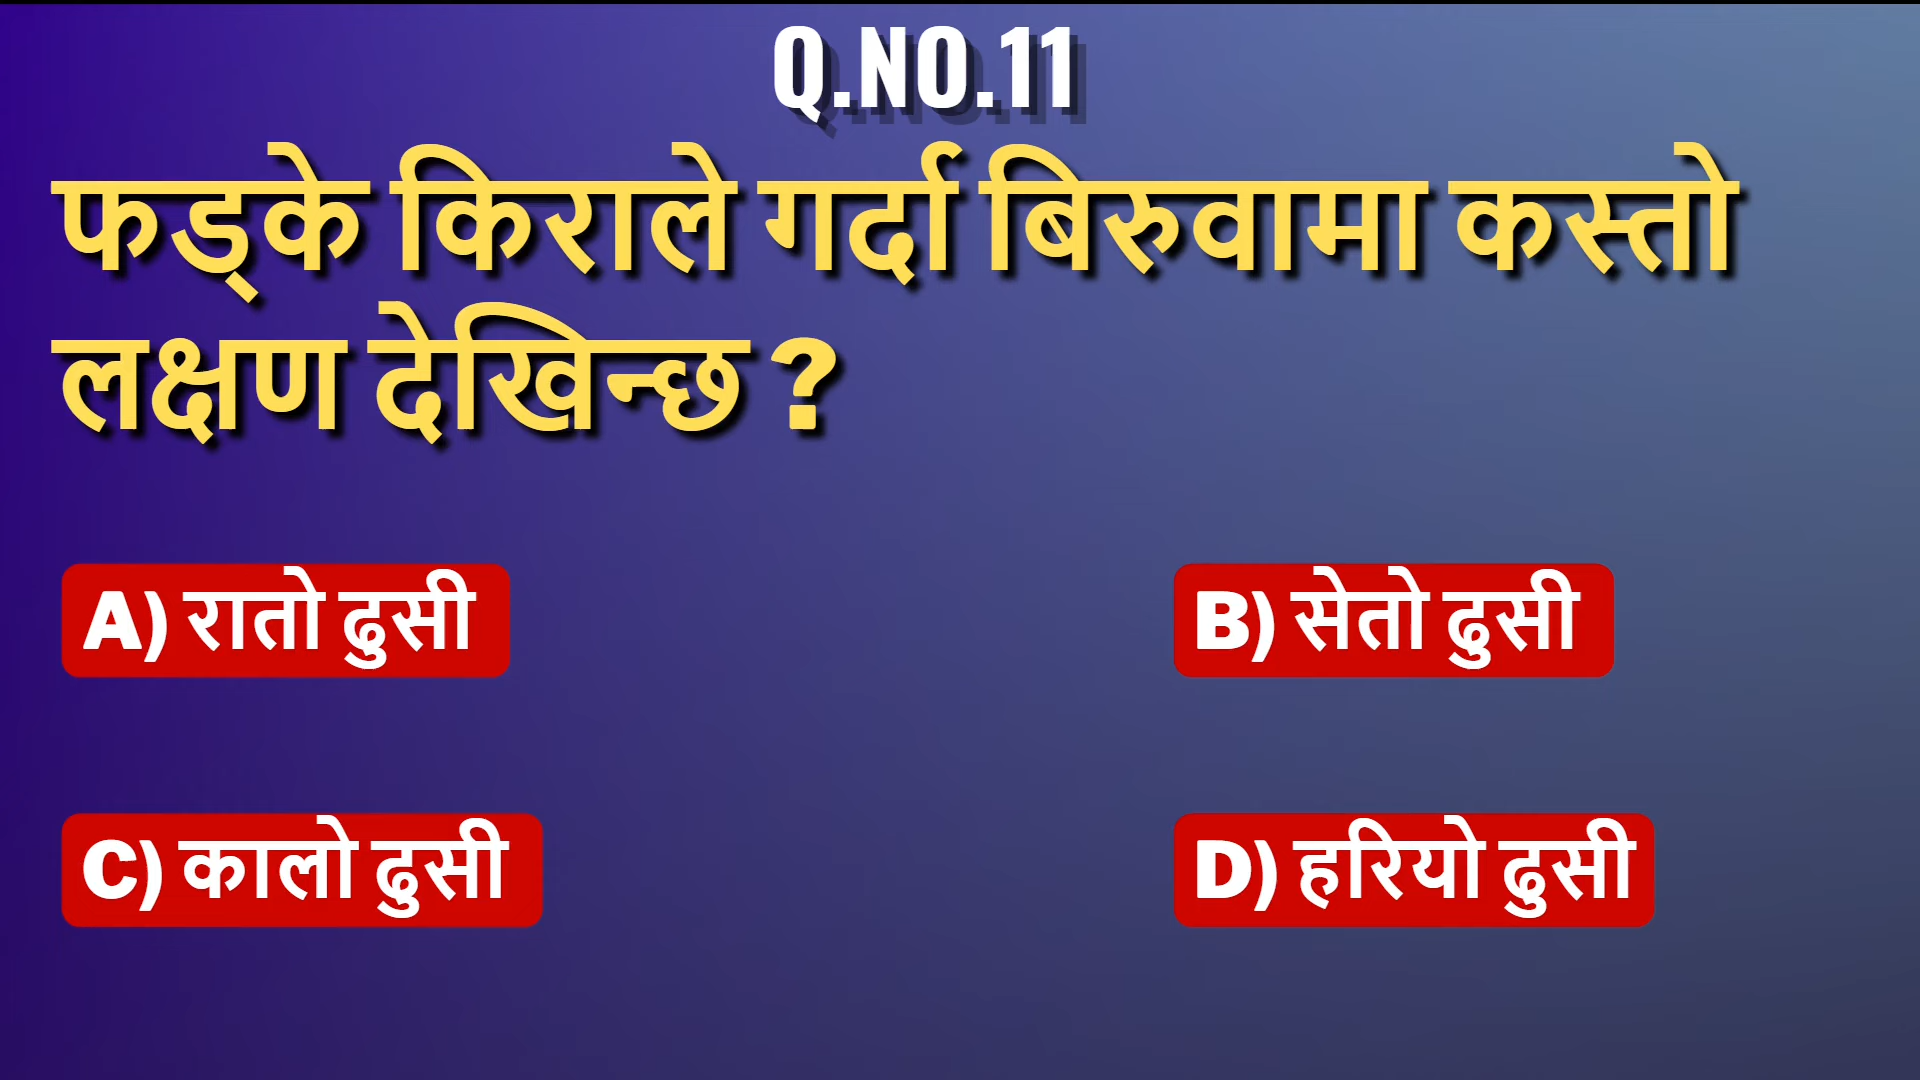 Q.NO.11
फड्के किराले गर्दा बिरुवामा कस्तो
लक्षण देखिन्छ ?
A) रातो ढुसी
B) सेतो ढुसी
C) कालो ढुसी
D) हरियो ढुसी